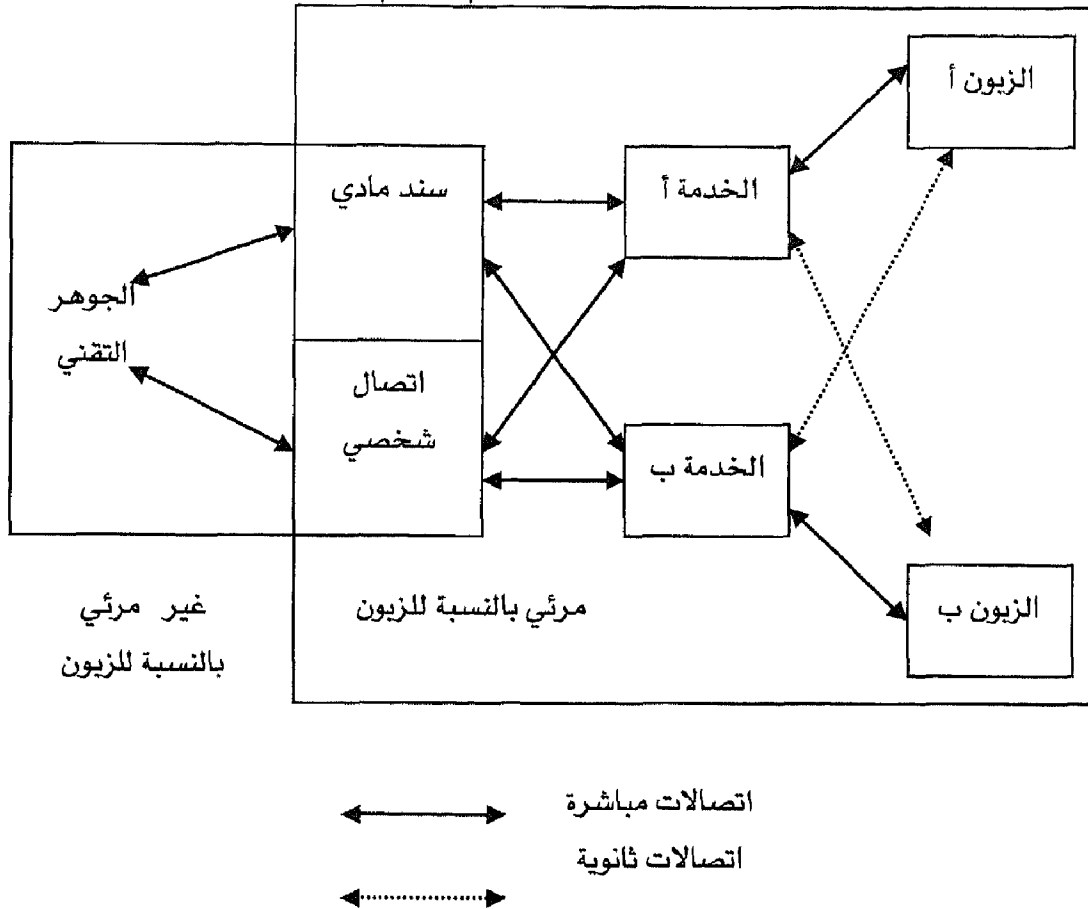 الزبون أ
سند مادي
الخدمة أ
الجوهر
التقني
اتصال
شخصي
الخدمة ب
الزبون ب
مرئي بالنسبة للزبون
غير مرئي
بالنسبة للزبون
اتصالات مباشرة
اتصالات ثانوية